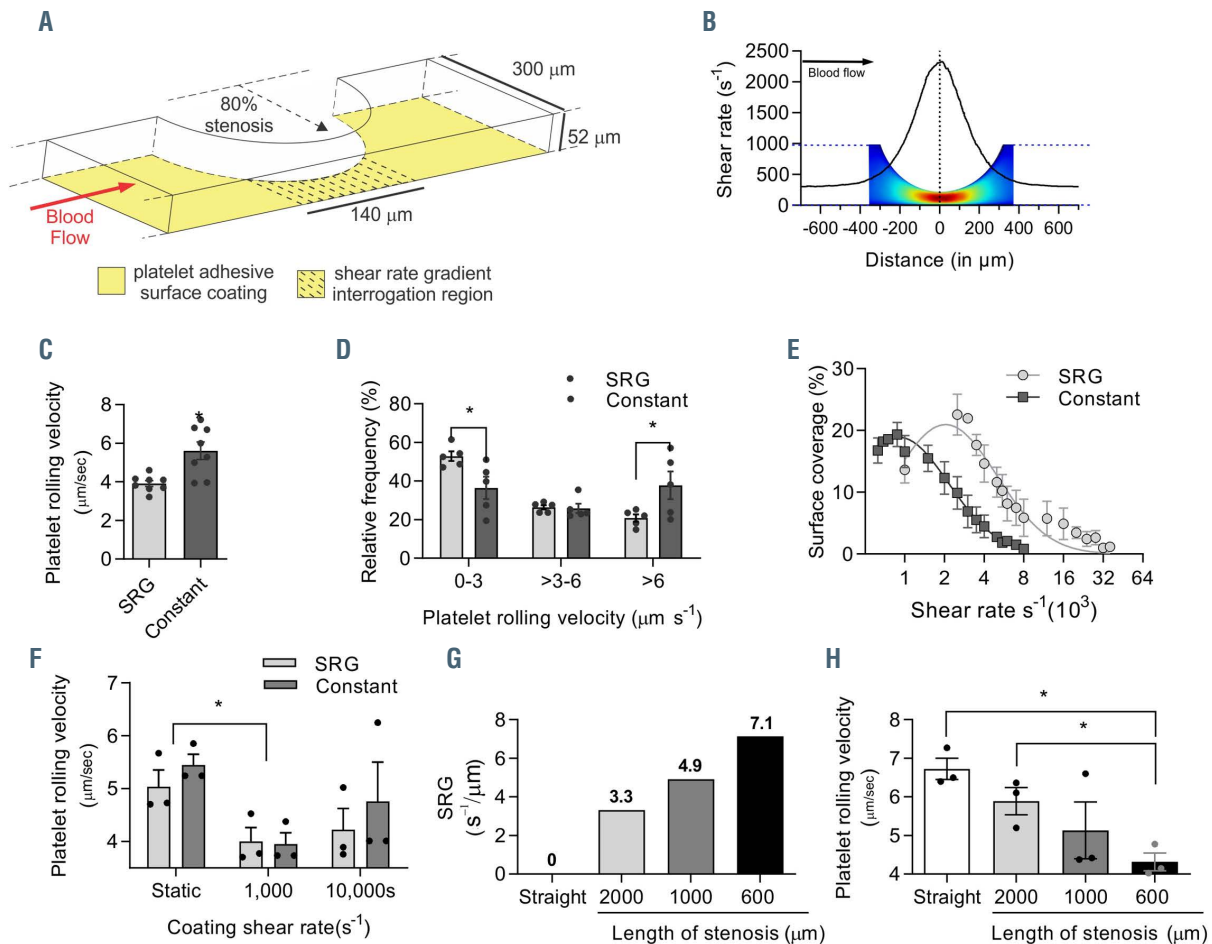 A
80%
stenosis
300 μm
52 μm
Blood
Flow
140 μm
platelet adhesive
surface coating
shear rate gradient
interrogation region
B
Shear rate (s⁻¹)
2500
2000
1500
1000
500
0
Blood flow
-600 -400 -200 0 200 400 600
Distance (in μm)
C
Platelet rolling velocity
(μm/sec)
8
6
4
2
0
*
SRG
Constant
D
Relative frequency (%)
80
60
40
20
0
SRG
Constant
*
*
0-3 >3-6 >6
Platelet rolling velocity (μm s⁻¹)
E
Surface coverage (%)
20
10
0
SRG
Constant
1 2 4 8 16 32 64
Shear rate s⁻¹(10³)
F
Platelet rolling velocity
(μm/sec)
7
6
5
4
SRG
Constant
*
Static 1,000 10,000s
Coating shear rate(s⁻¹)
G
SRG
(s⁻¹/μm)
8
6
4
2
0
0
3.3
4.9
7.1
Straight 2000 1000 600
Length of stenosis (μm)
H
Platelet rolling velocity
(μm/sec)
8
7
6
5
4
*
*
Straight 2000 1000 600
Length of stenosis (μm)